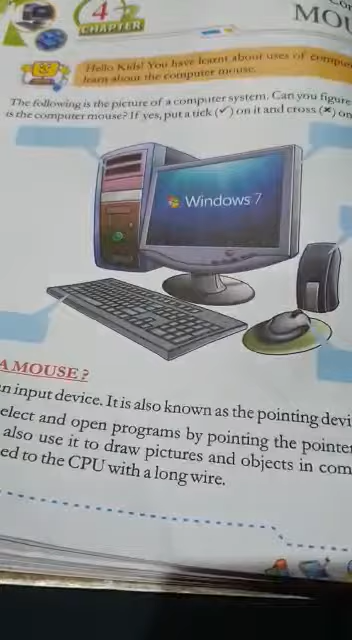 4
CHAPTER
MOU
Hello Kids! You have learnt about uses of compu
learn about the computer mouse.
The following is the picture of a computer system. Can you figure
is the computer mouse? If yes, put a tick (✓) on it and cross (✗) on
Windows 7
A MOUSE ?
n input device. It is also known as the pointing devi
elect and open programs by pointing the pointe
also use it to draw pictures and objects in com
ed to the CPU with a long wire.